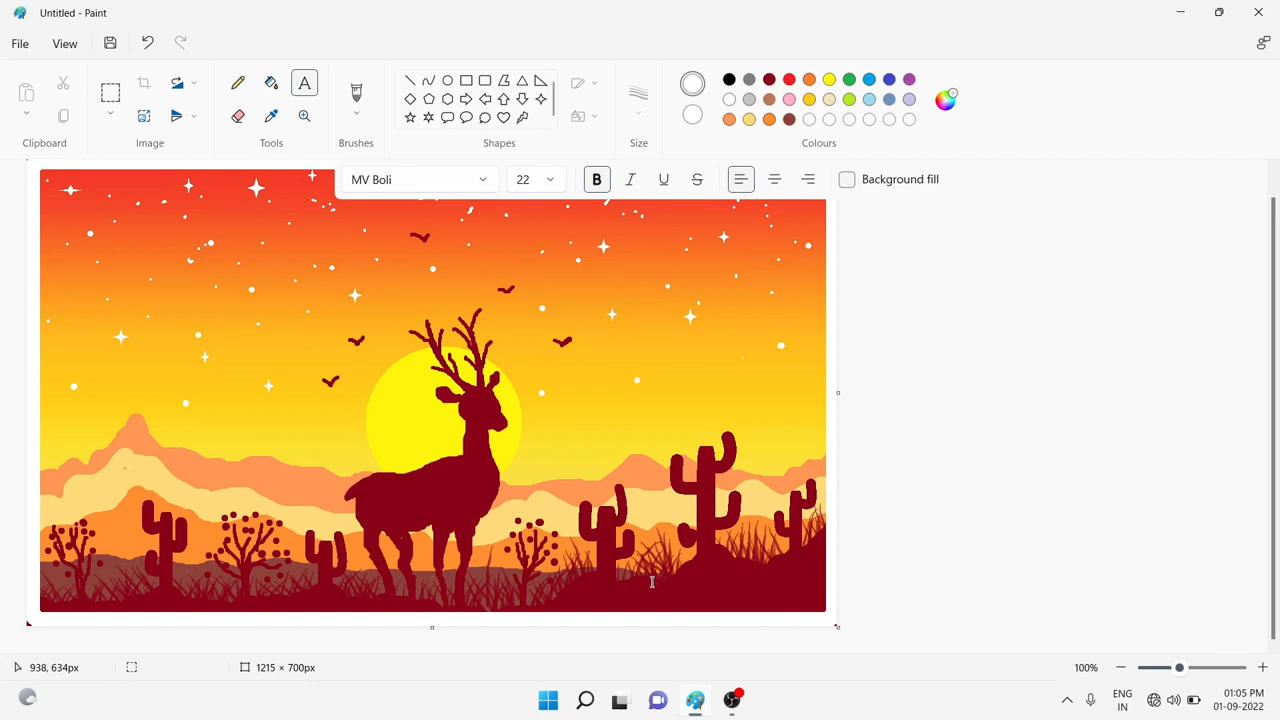 Untitled - Paint
File View
Clipboard Image Tools Brushes Shapes Size Colours
MV Boli 22 B I U S Background fill
938, 634px 1215 × 700px 100%
ENG 01:05 PM
IN 01-09-2022